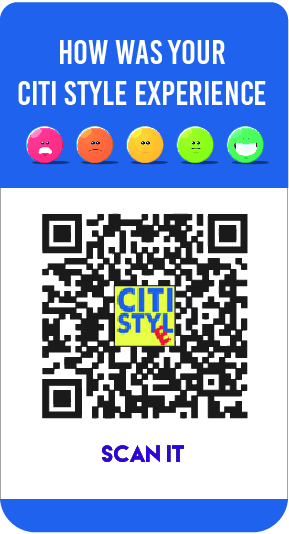 HOW WAS YOUR
CITI STYLE EXPERIENCE
CITI
STYLE
SCAN IT